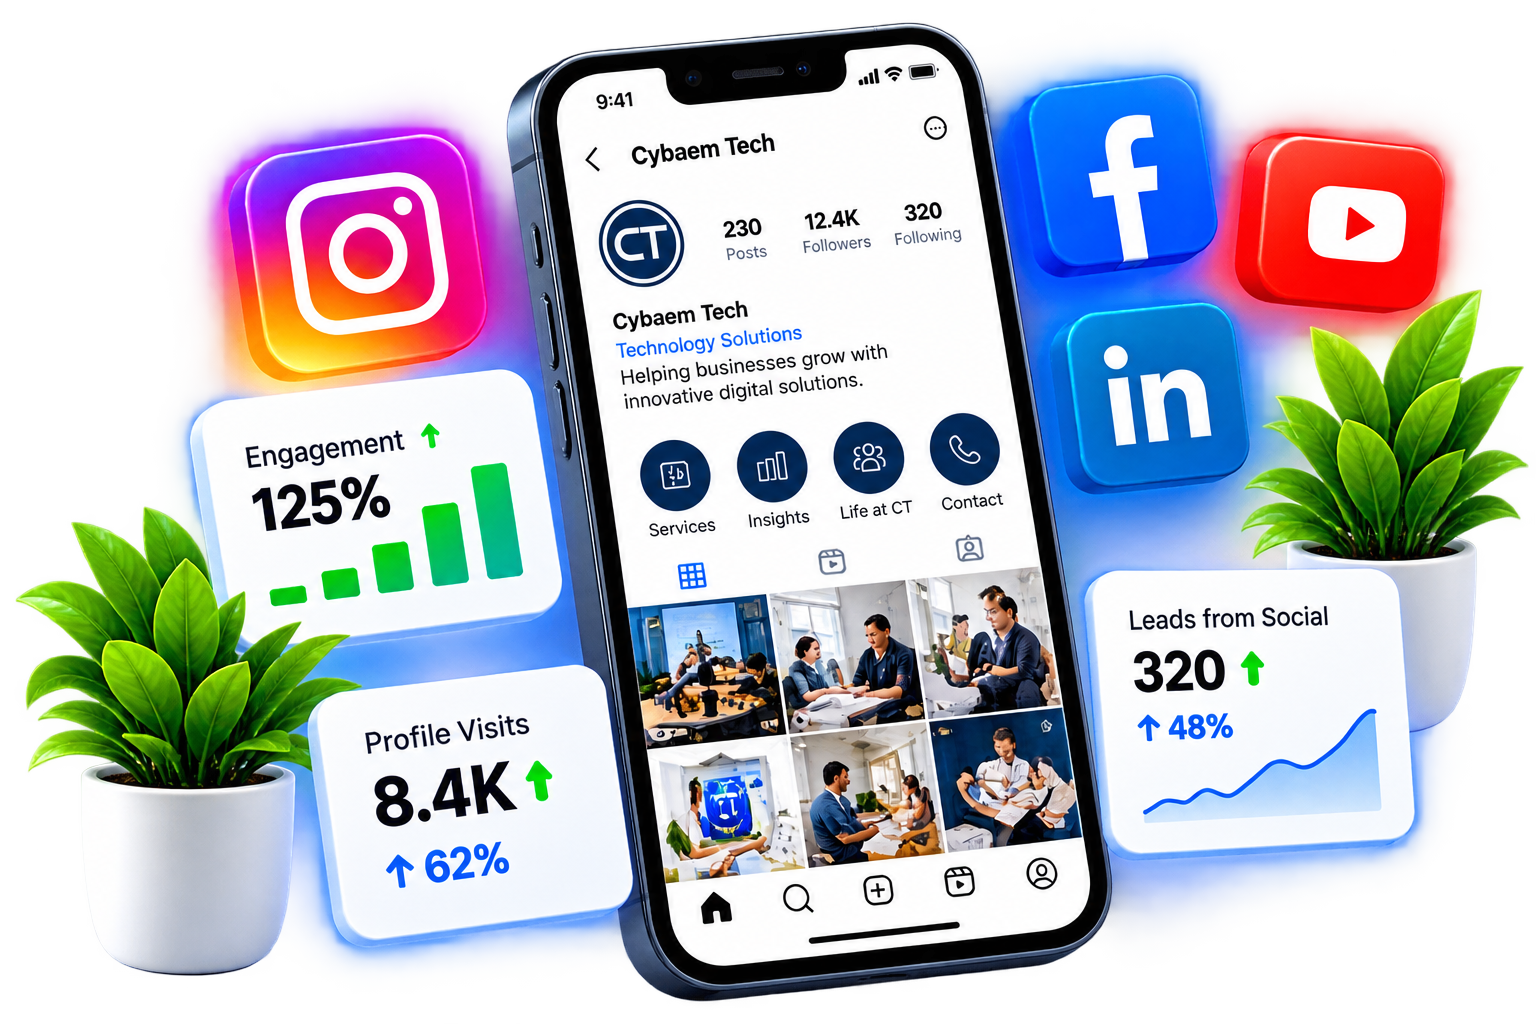 9:41
Cybaem Tech
CT
230
Posts
12.4K
Followers
320
Following
Cybaem Tech
Technology Solutions
Helping businesses grow with
innovative digital solutions.
Services
Insights
Life at CT
Contact
Engagement
125%
Profile Visits
8.4K
62%
f
in
Leads from Social
320
48%
CT